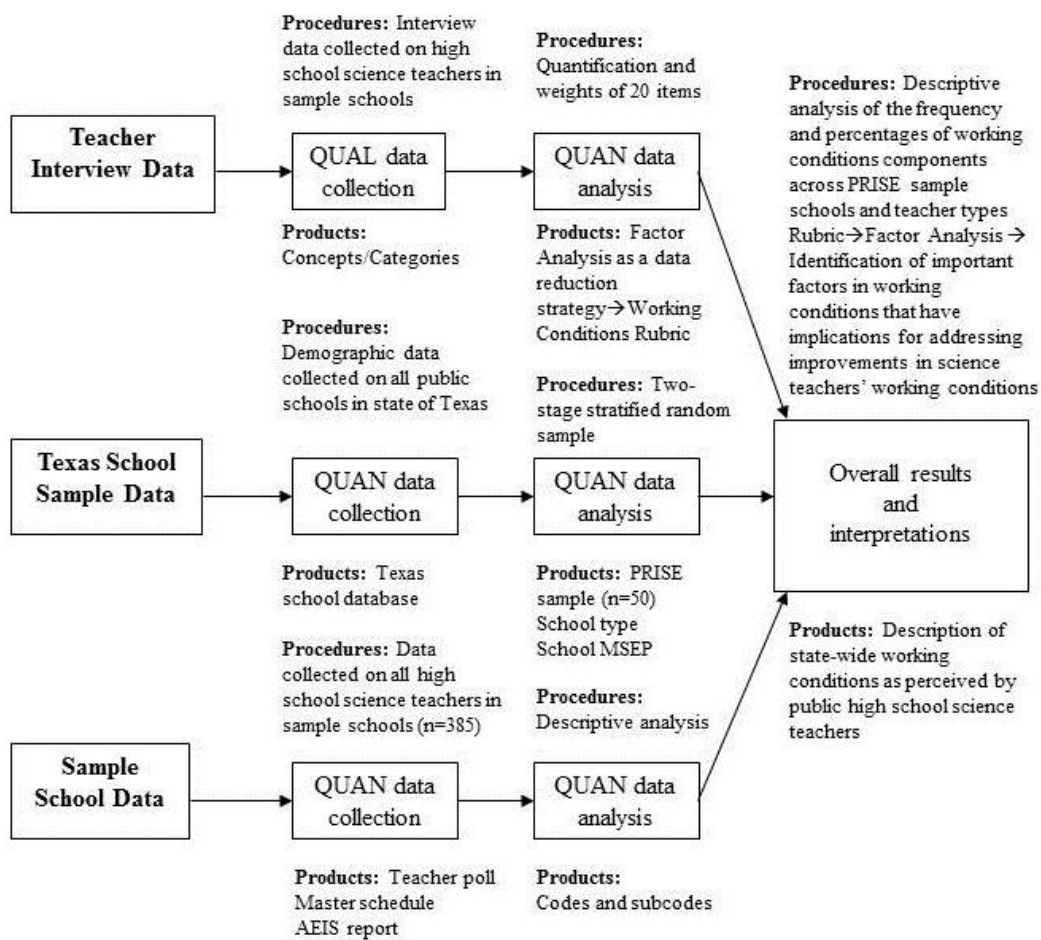 Procedures: Interview
data collected on high
school science teachers in
sample schools
Procedures:
Quantification and
weights of 20 items
Teacher
Interview Data
QUAL data
collection
QUAN data
analysis
Products:
Concepts/Categories
Products: Factor
Analysis as a data
reduction
strategy→Working
Conditions Rubric
Procedures: Descriptive
analysis of the frequency
and percentages of working
conditions components
across PRISE sample
schools and teacher types
Rubric→Factor Analysis →
Identification of important
factors in working
conditions that have
implications for addressing
improvements in science
teachers' working conditions
Procedures:
Demographic data
collected on all public
schools in state of Texas
Procedures: Two-
stage stratified random
sample
Texas School
Sample Data
QUAN data
collection
QUAN data
analysis
Overall results
and
interpretations
Products: Texas
school database
Products: PRISE
sample (n=50)
School type
School MSEP
Products: Description of
state-wide working
conditions as perceived by
public high school science
teachers
Procedures: Data
collected on all high
school science teachers in
sample schools (n=385)
Procedures:
Descriptive analysis
Sample
School Data
QUAN data
collection
QUAN data
analysis
Products: Teacher poll
Master schedule
AEIS report
Products:
Codes and subcodes